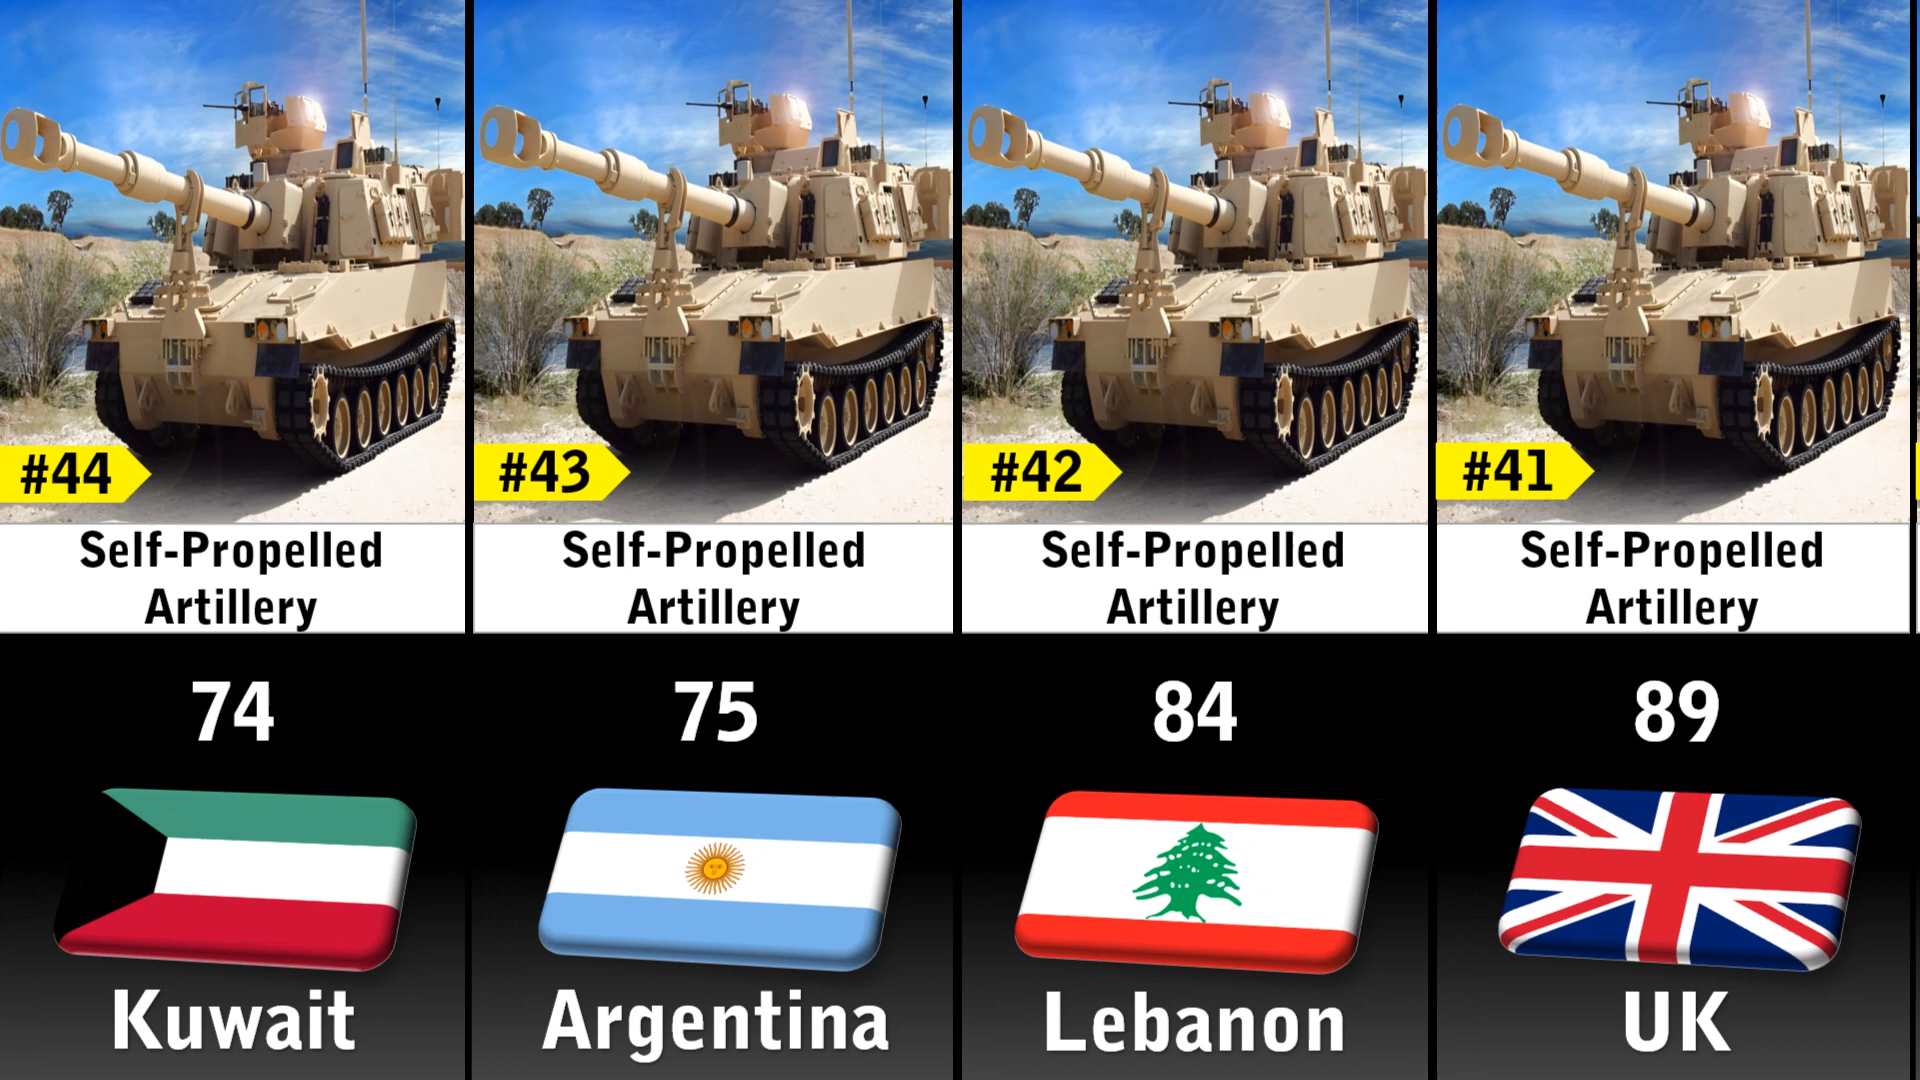 #44
Self-Propelled
Artillery
74
Kuwait
#43
Self-Propelled
Artillery
75
Argentina
#42
Self-Propelled
Artillery
84
Lebanon
#41
Self-Propelled
Artillery
89
UK